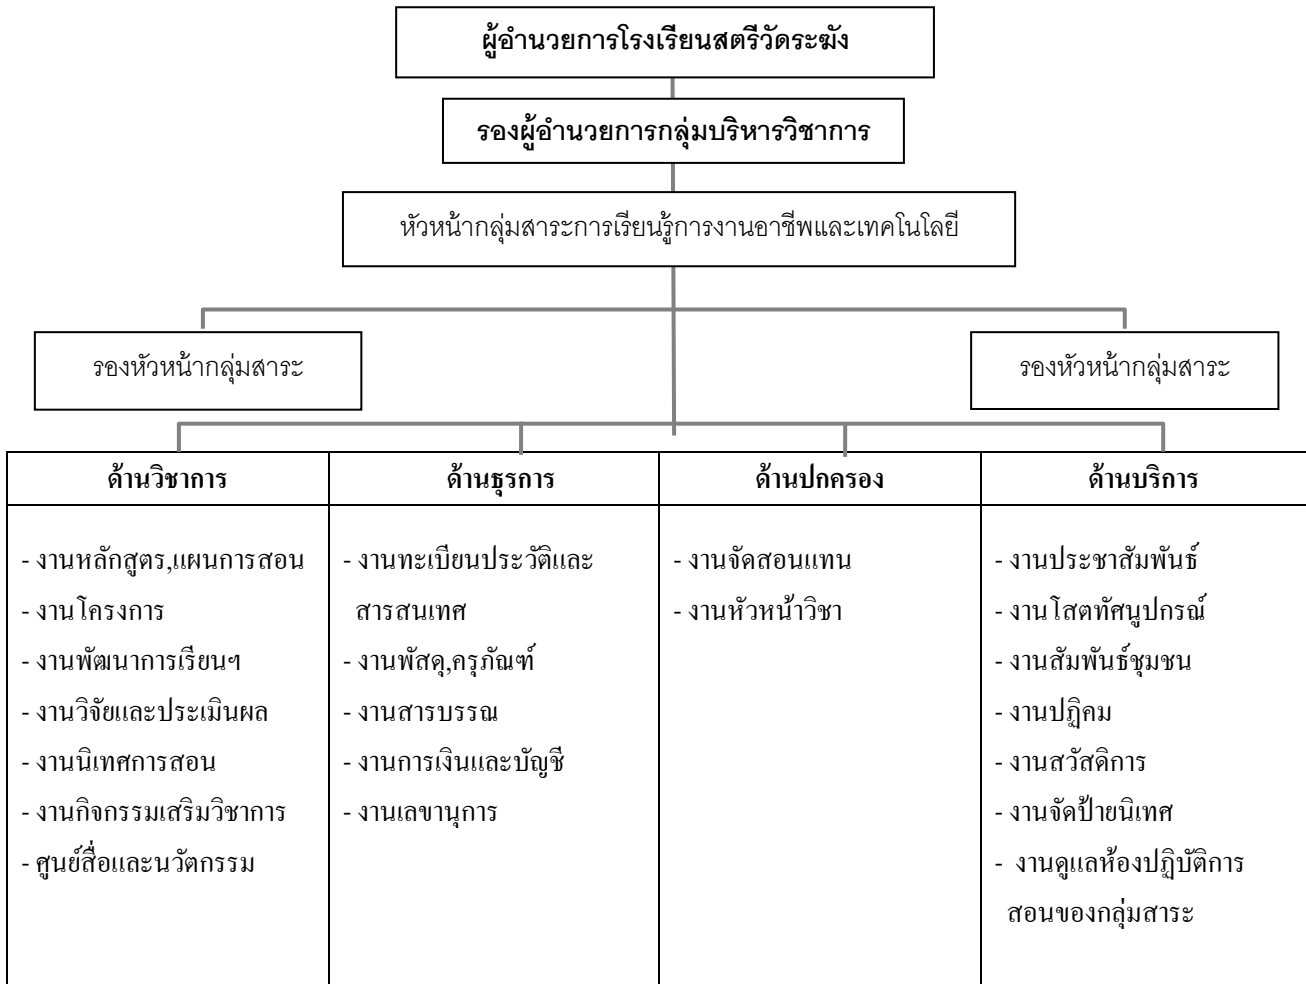 ผู้อำนวยการโรงเรียนสตรีวัดระฆัง
รองผู้อำนวยการกลุ่มบริหารวิชาการ
หัวหน้ากลุ่มสาระการเรียนรู้การงานอาชีพและเทคโนโลยี
รองหัวหน้ากลุ่มสาระ
รองหัวหน้ากลุ่มสาระ
ด้านวิชาการ
- งานหลักสูตร,แผนการสอน
- งานโครงการ
- งานพัฒนาการเรียนฯ
- งานวิจัยและประเมินผล
- งานนิเทศการสอน
- งานกิจกรรมเสริมวิชาการ
- ศูนย์สื่อและนวัตกรรม
ด้านธุรการ
- งานทะเบียนประวัติและ
สารสนเทศ
- งานพัสดุ,ครุภัณฑ์
- งานสารบรรณ
- งานการเงินและบัญชี
- งานเลขานุการ
ด้านปกครอง
- งานจัดสอนแทน
- งานหัวหน้าวิชา
ด้านบริการ
- งานประชาสัมพันธ์
- งานโสตทัศนูปกรณ์
- งานสัมพันธ์ชุมชน
- งานปฏิคม
- งานสวัสดิการ
- งานจัดป้ายนิเทศ
- งานดูแลห้องปฏิบัติการ
สอนของกลุ่มสาระ